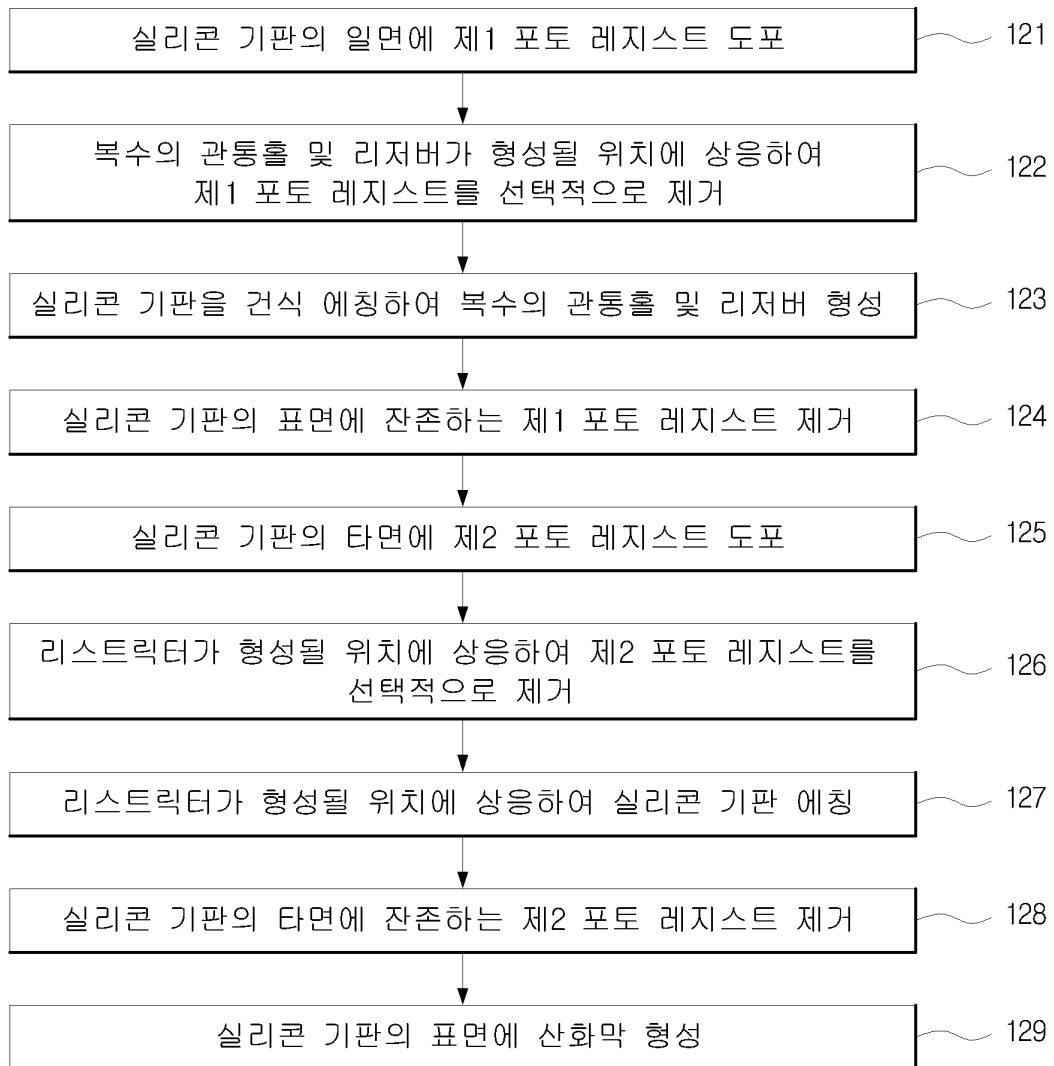 실리콘 기판의 일면에 제1 포토 레지스트 도포
121
복수의 관통홀 및 리저버가 형성될 위치에 상응하여
제1 포토 레지스트를 선택적으로 제거
122
실리콘 기판을 건식 에칭하여 복수의 관통홀 및 리저버 형성
123
실리콘 기판의 표면에 잔존하는 제1 포토 레지스트 제거
124
실리콘 기판의 타면에 제2 포토 레지스트 도포
125
리스트릭터가 형성될 위치에 상응하여 제2 포토 레지스트를
선택적으로 제거
126
리스트릭터가 형성될 위치에 상응하여 실리콘 기판 에칭
127
실리콘 기판의 타면에 잔존하는 제2 포토 레지스트 제거
128
실리콘 기판의 표면에 산화막 형성
129